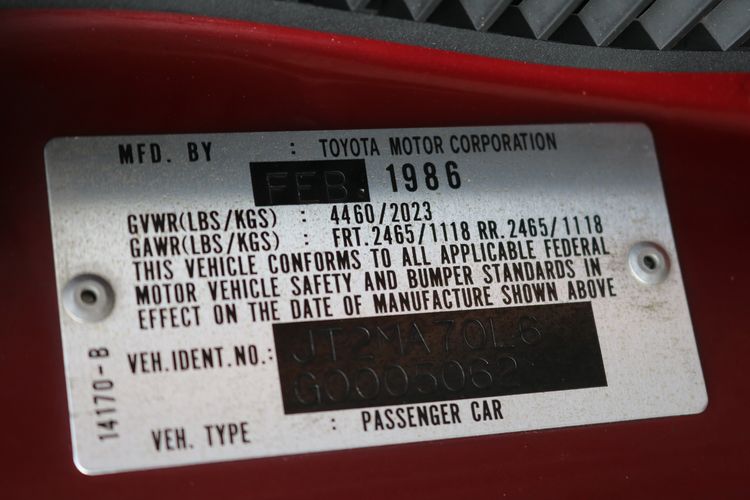 MFD. BY : TOYOTA MOTOR CORPORATION
FEB. 1986
GVWR(LBS/KGS) : 4460/2023
GAWR(LBS/KGS) : FRT.2465/1118 RR.2465/1118
THIS VEHICLE CONFORMS TO ALL APPLICABLE FEDERAL
MOTOR VEHICLE SAFETY AND BUMPER STANDARDS IN
EFFECT ON THE DATE OF MANUFACTURE SHOWN ABOVE
VEH.IDENT.NO.: JT2MA70L6
G0005062
VEH. TYPE : PASSENGER CAR
14170-B